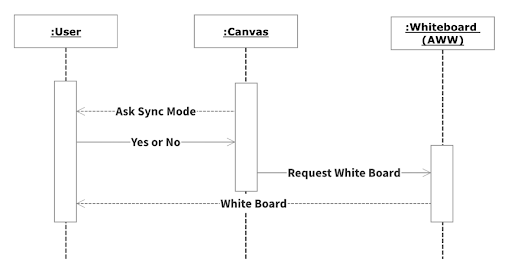 :User
:Canvas
:Whiteboard
(AWW)
Ask Sync Mode
Yes or No
Request White Board
White Board